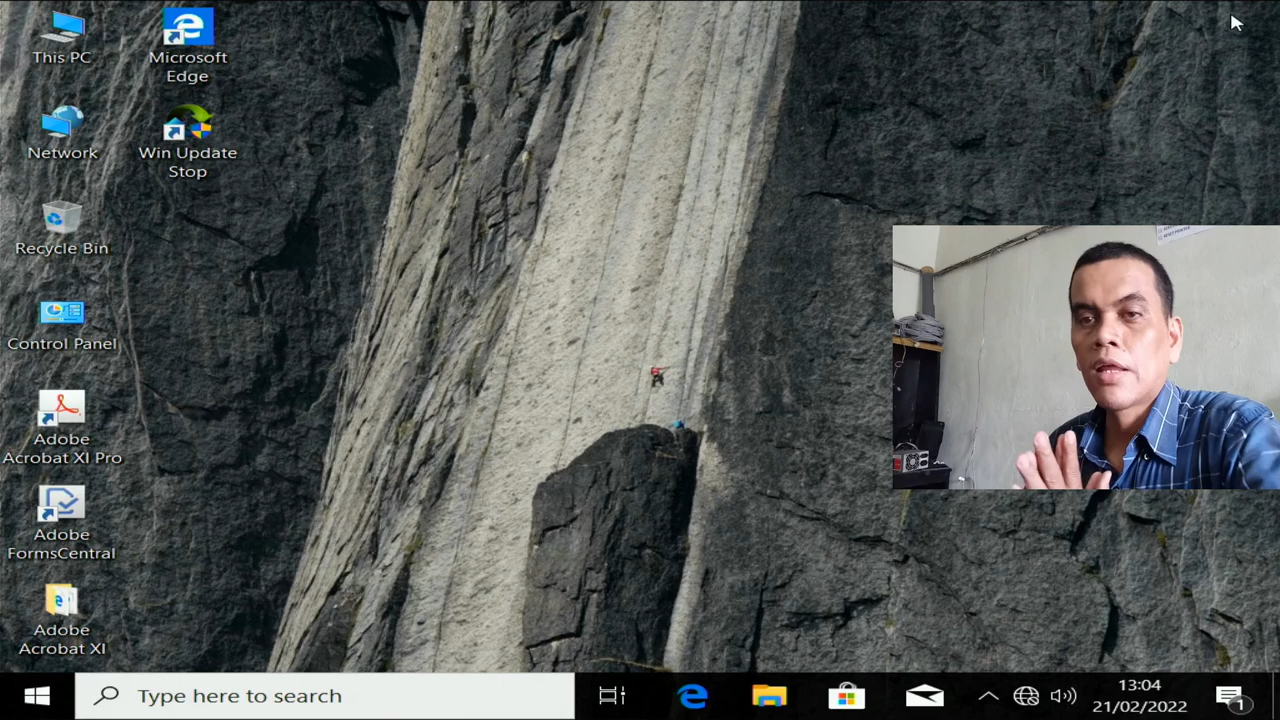 This PC
Microsoft
Edge
Network
Win Update
Stop
Recycle Bin
Control Panel
Adobe
Acrobat XI Pro
Adobe
FormsCentral
Adobe
Acrobat XI
Type here to search
13:04
21/02/2022
1